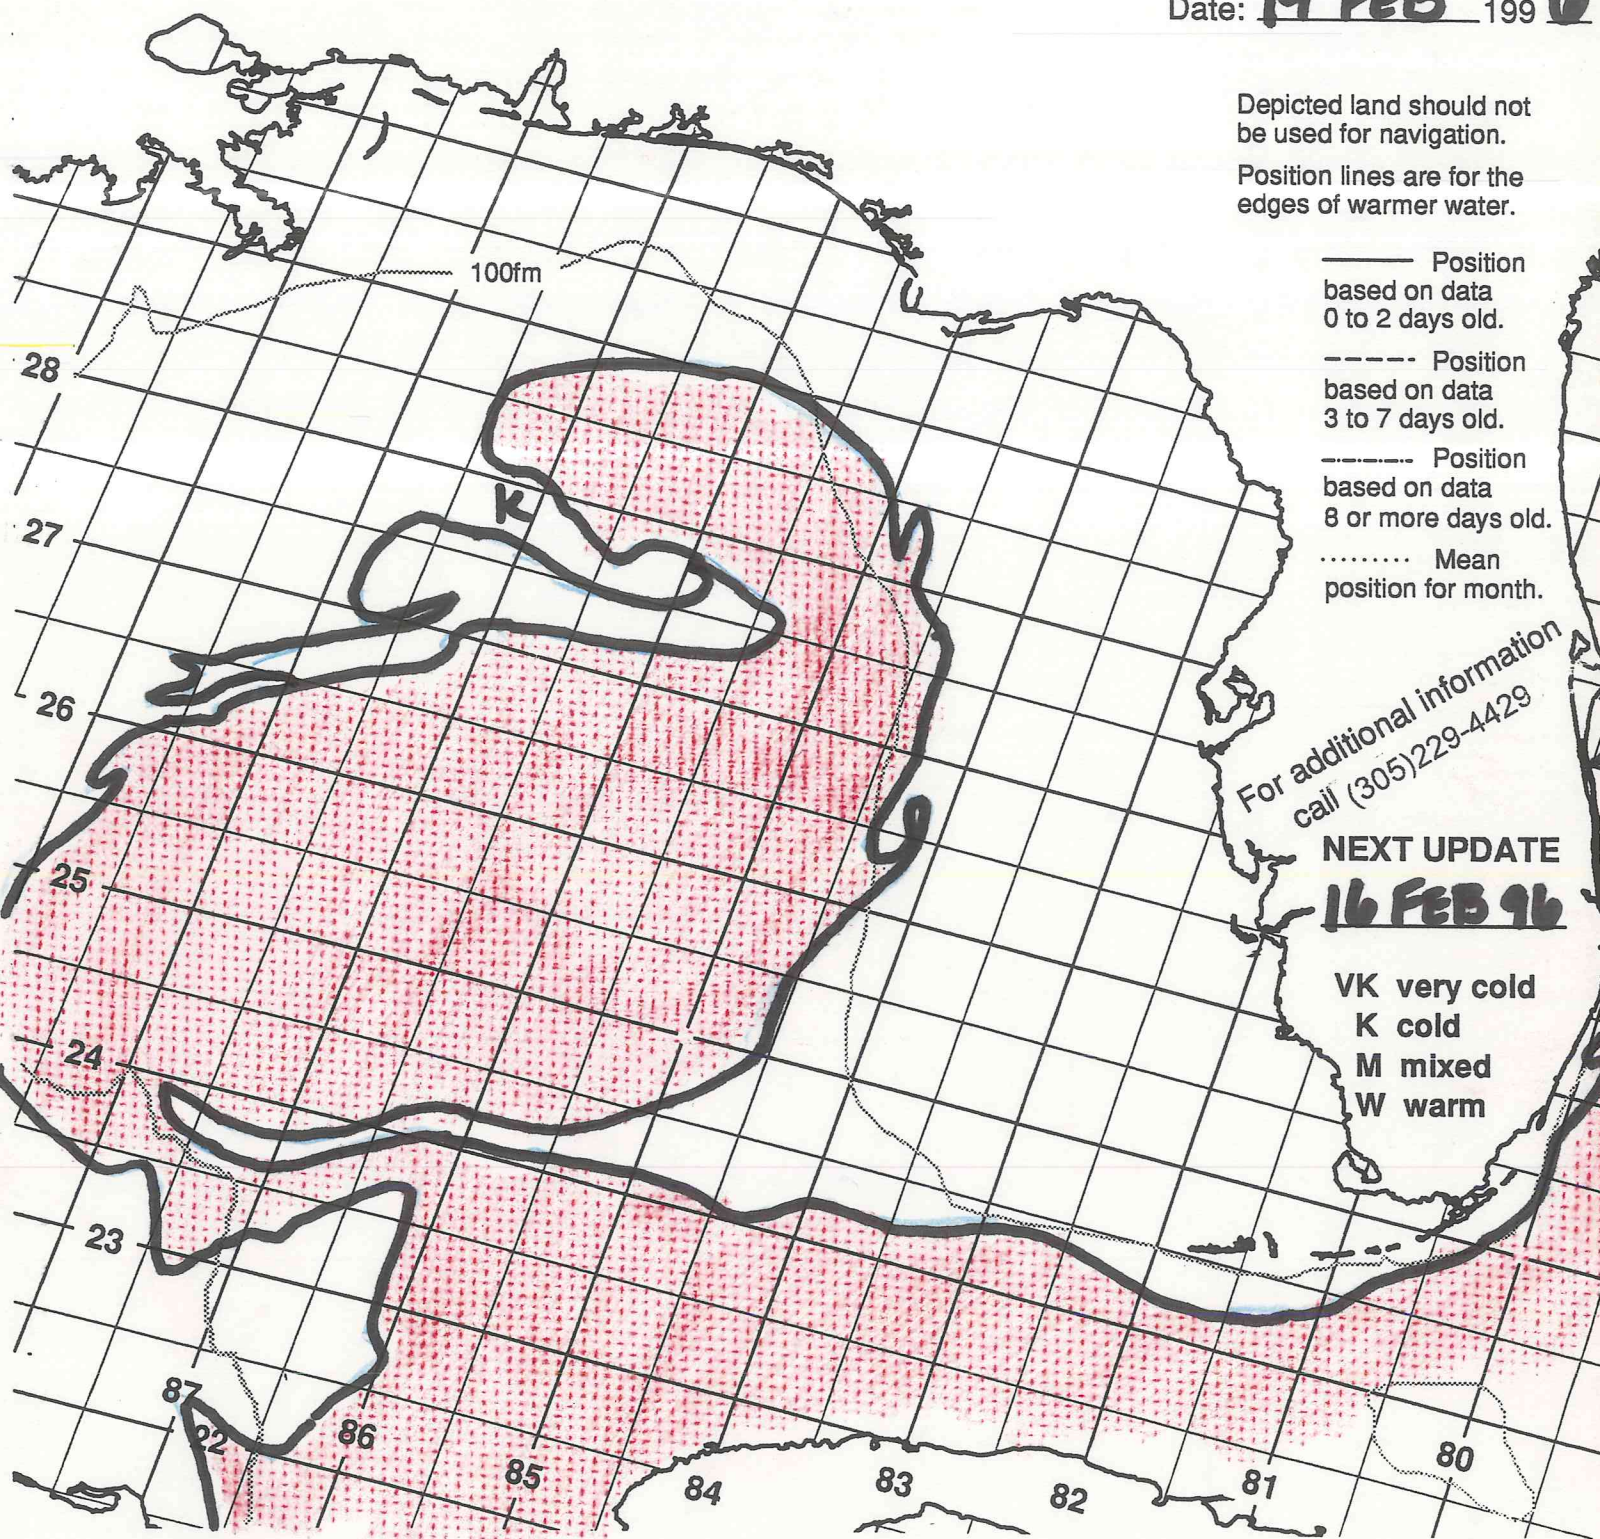 Date: 14 FEB 1996
Depicted land should not
be used for navigation.
Position lines are for the
edges of warmer water.
Position
based on data
0 to 2 days old.
Position
based on data
3 to 7 days old.
Position
based on data
8 or more days old.
Mean
position for month.
For additional information
call (305)229-4429
NEXT UPDATE
16 FEB 96
VK very cold
K cold
M mixed
W warm
100fm
28
K
27
26
25
24
23
87
22
86
85
84
83
82
81
80